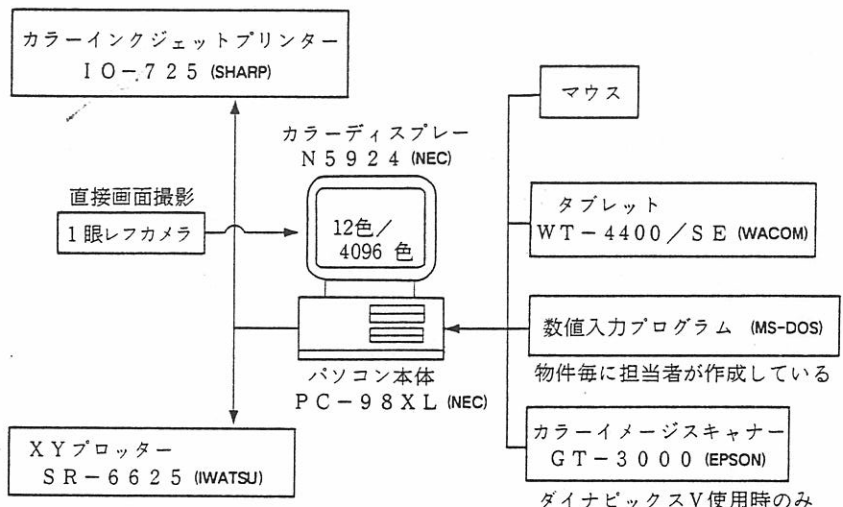 カラーインクジェットプリンター
IO-725 (SHARP)
マウス
カラーディスプレー
N5924 (NEC)
直接画面撮影
1眼レフカメラ
12色／
4096 色
タブレット
WT-4400／SE (WACOM)
数値入力プログラム (MS-DOS)
物件毎に担当者が作成している
パソコン本体
PC-98XL (NEC)
XYプロッター
SR-6625 (IWATSU)
カラーイメージスキャナー
GT-3000 (EPSON)
ダイナピックスV使用時のみ